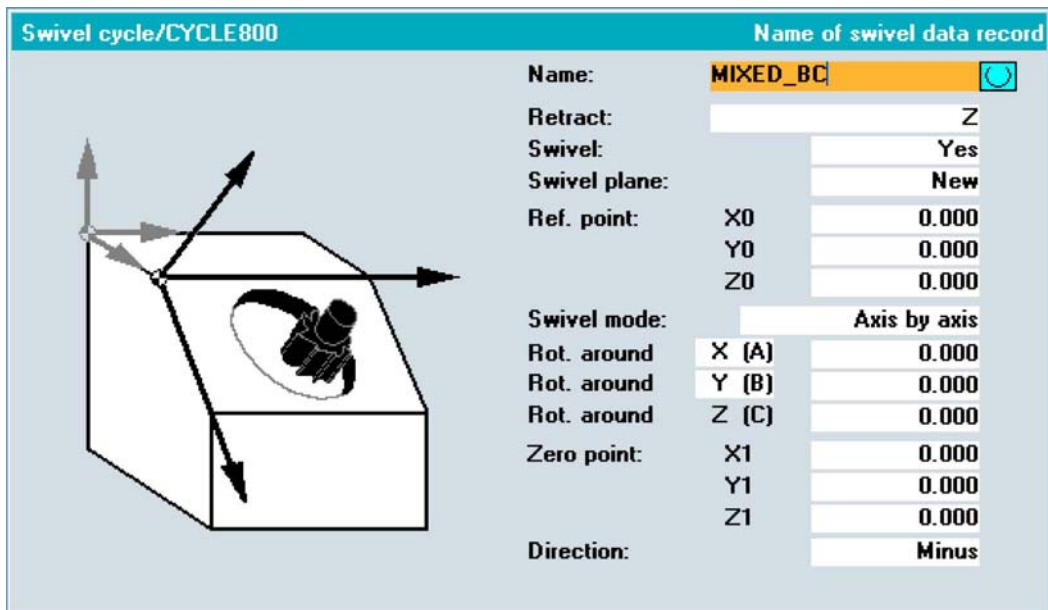 Swivel cycle/CYCLE800 Name of swivel data record
Name: MIXED_BC
Retract: Z
Swivel: Yes
Swivel plane: New
Ref. point: X0 0.000
Y0 0.000
Z0 0.000
Swivel mode: Axis by axis
Rot. around X (A) 0.000
Rot. around Y (B) 0.000
Rot. around Z (C) 0.000
Zero point: X1 0.000
Y1 0.000
Z1 0.000
Direction: Minus